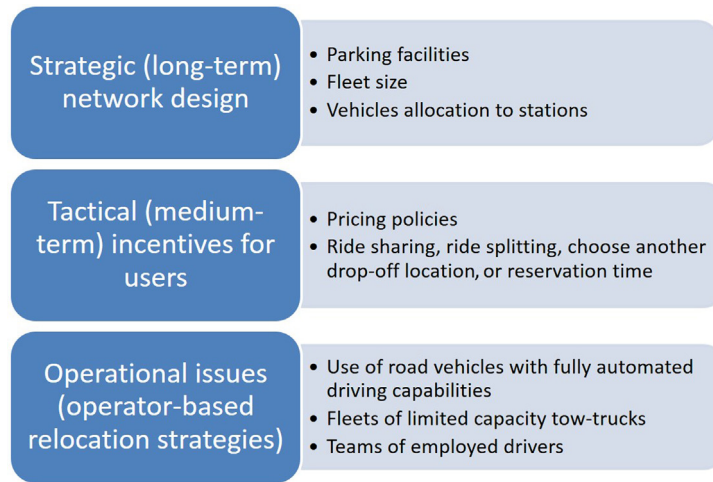 Strategic (long-term)
network design
• Parking facilities
• Fleet size
• Vehicles allocation to stations
Tactical (medium-
term) incentives for
users
• Pricing policies
• Ride sharing, ride splitting, choose another
drop-off location, or reservation time
Operational issues
(operator-based
relocation strategies)
• Use of road vehicles with fully automated
driving capabilities
• Fleets of limited capacity tow-trucks
• Teams of employed drivers